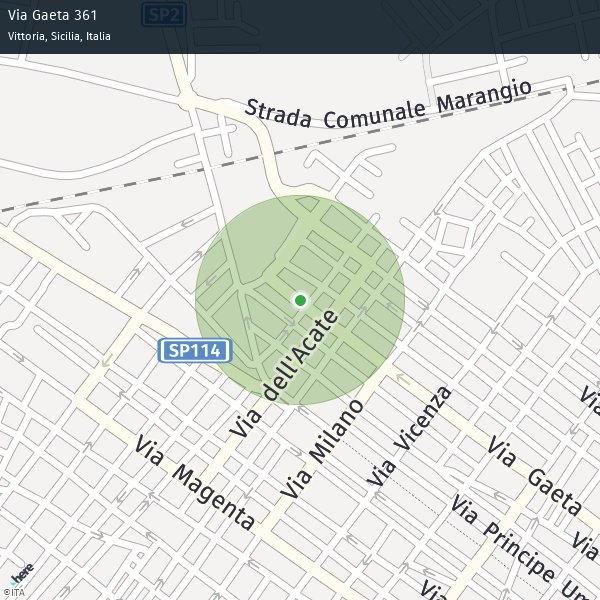 Via Gaeta 361
SP2
Vittoria, Sicilia, Italia
Strada Comunale Marangio
SP114
Via dell'Acate
Via Milano
Via Vicenza
Via
Via Magenta
Via Gaeta
Via Principe Um
Via
Via
here
©ITA